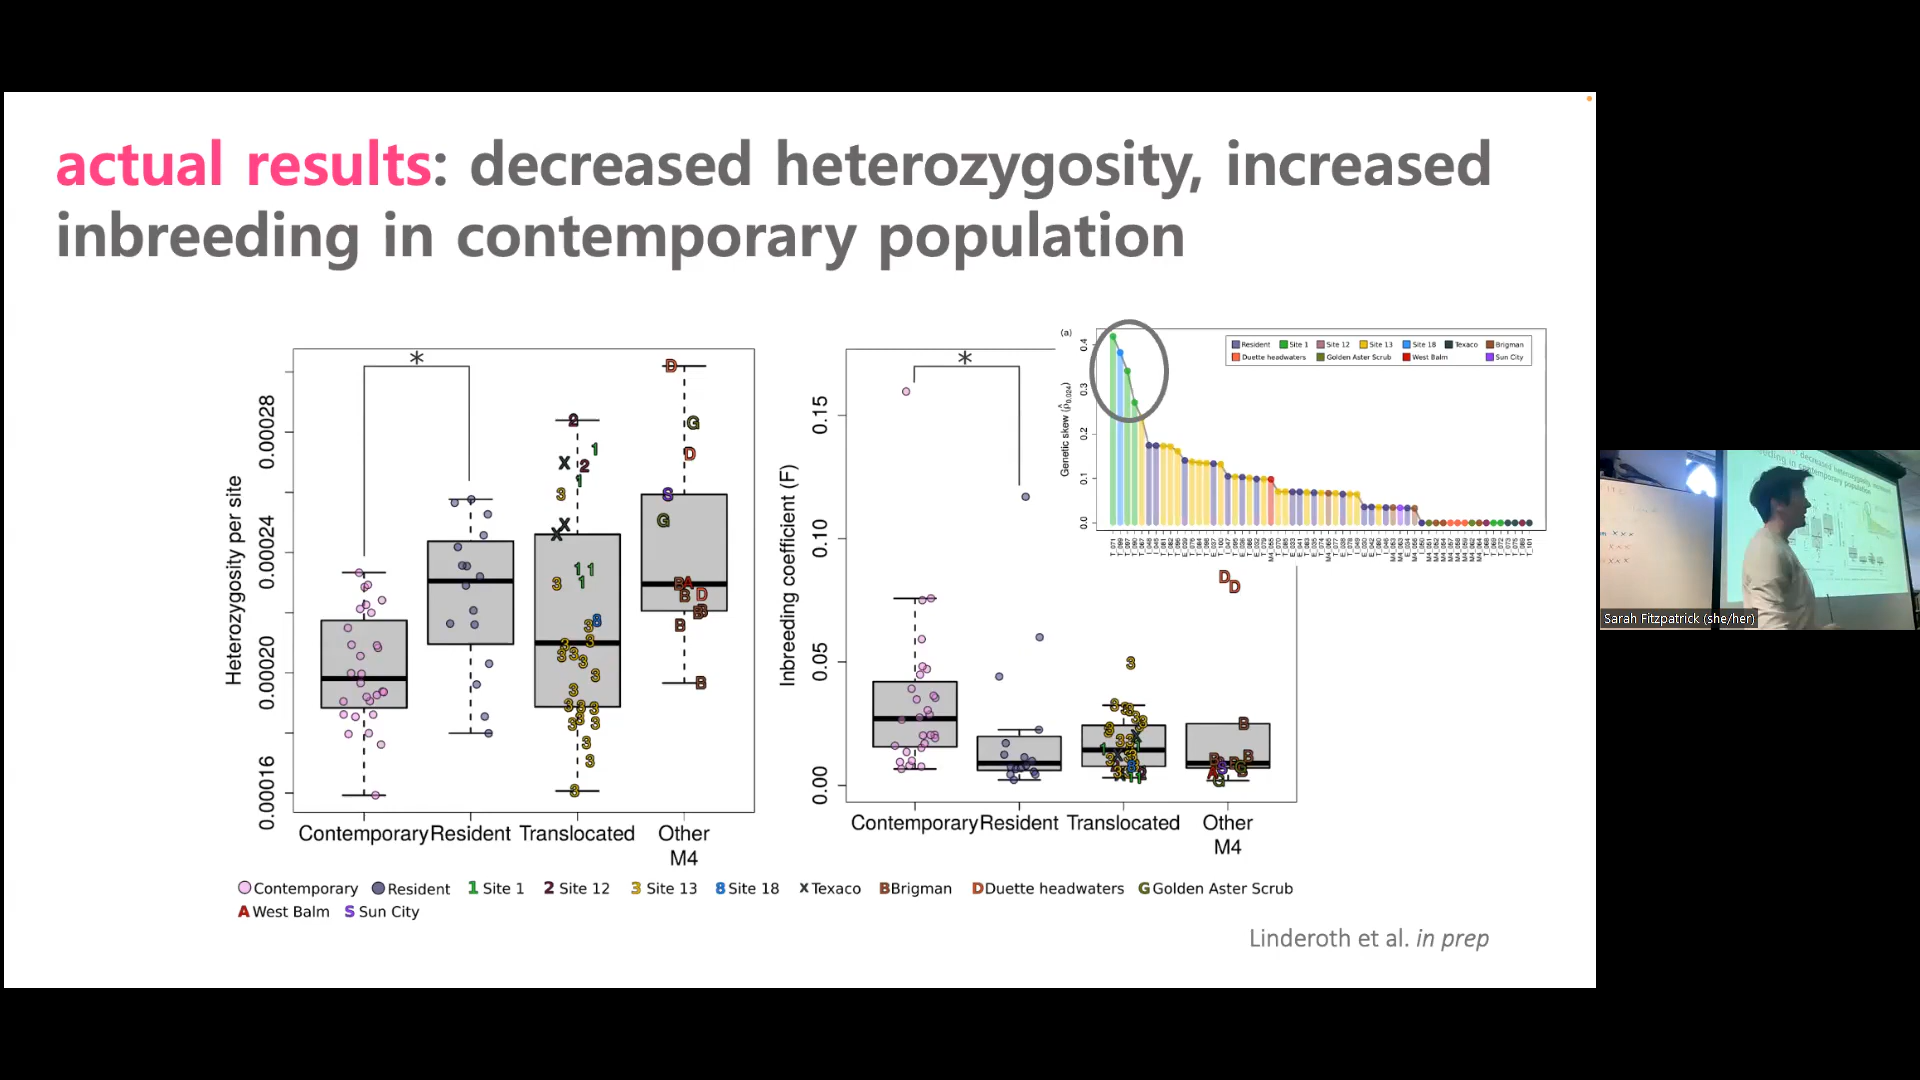 actual results: decreased heterozygosity, increased
inbreeding in contemporary population
Heterozygosity per site
0.00028
0.00024
0.00020
0.00016
*
Contemporary Resident Translocated Other
M4
Inbreeding coefficient (F)
0.15
0.10
0.05
0.00
*
Contemporary Resident Translocated Other
M4
(a)
0.4
0.3
0.2
0.1
0.0
Resident Site 1 Site 12 Site 13 Site 18 Texaco Brigman
Duette headwaters Golden Aster Scrub West Balm Sun City
Contemporary Resident 1 Site 1 2 Site 12 3 Site 13 8 Site 18 X Texaco B Brigman D Duette headwaters G Golden Aster Scrub
A West Balm S Sun City
Linderoth et al. in prep
Sarah Fitzpatrick (she/her)